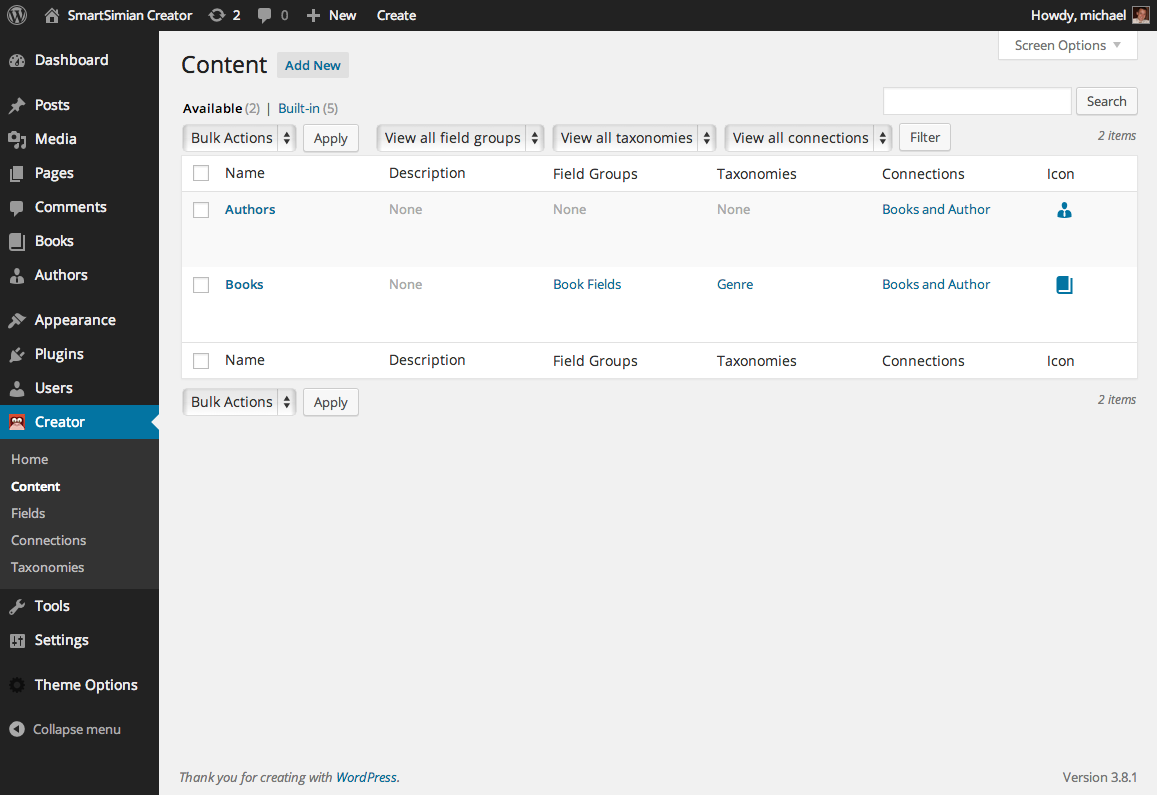 SmartSimian Creator 2 0 New Create Howdy, michael
Dashboard
Posts
Media
Pages
Comments
Books
Authors
Appearance
Plugins
Users
Creator
Home
Content
Fields
Connections
Taxonomies
Tools
Settings
Theme Options
Collapse menu
Screen Options
Content Add New
Available (2) | Built-in (5)
Search
Bulk Actions Apply View all field groups View all taxonomies View all connections Filter 2 items
Name Description Field Groups Taxonomies Connections Icon
Authors None None None Books and Author
Books None Book Fields Genre Books and Author
Name Description Field Groups Taxonomies Connections Icon
Bulk Actions Apply 2 items
Thank you for creating with WordPress. Version 3.8.1